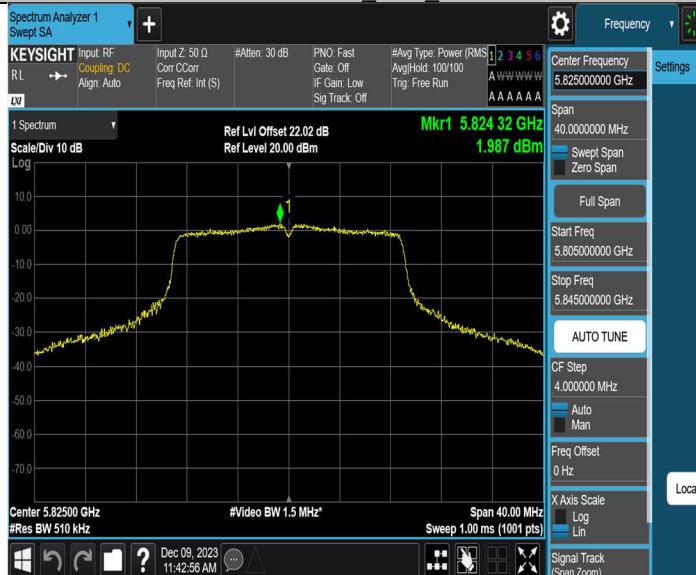 Spectrum Analyzer 1
Swept SA
+
Frequency
KEYSIGHT
RL
LXI
Input: RF
Coupling: DC
Align: Auto
Input Z: 50 Ω
Corr CCorr
Freq Ref: Int (S)
#Atten: 30 dB
PNO: Fast
Gate: Off
IF Gain: Low
Sig Track: Off
#Avg Type: Power (RMS
Avg|Hold: 100/100
Trig: Free Run
1 2 3 4 5 6
A W W W W W
A A A A A A
1 Spectrum
Scale/Div 10 dB
Log
Ref Lvl Offset 22.02 dB
Ref Level 20.00 dBm
Mkr1 5.824 32 GHz
1.987 dBm
1
10.0
0.00
-10.0
-20.0
-30.0
-40.0
-50.0
-60.0
-70.0
Center 5.82500 GHz
#Res BW 510 kHz
#Video BW 1.5 MHz*
Span 40.00 MHz
Sweep 1.00 ms (1001 pts)
?
Dec 09, 2023
11:42:56 AM
Center Frequency
5.825000000 GHz
Span
40.0000000 MHz
Swept Span
Zero Span
Full Span
Start Freq
5.805000000 GHz
Stop Freq
5.845000000 GHz
AUTO TUNE
CF Step
4.000000 MHz
Auto
Man
Freq Offset
0 Hz
X Axis Scale
Log
Lin
Signal Track
(Span Zoom)
Settings
Loca